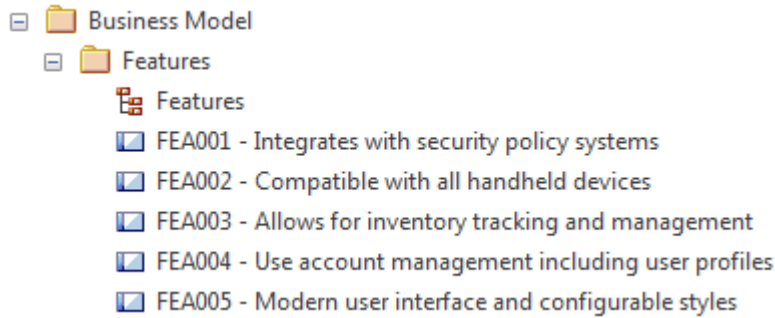 Business Model
Features
Features
FEA001 - Integrates with security policy systems
FEA002 - Compatible with all handheld devices
FEA003 - Allows for inventory tracking and management
FEA004 - Use account management including user profiles
FEA005 - Modern user interface and configurable styles